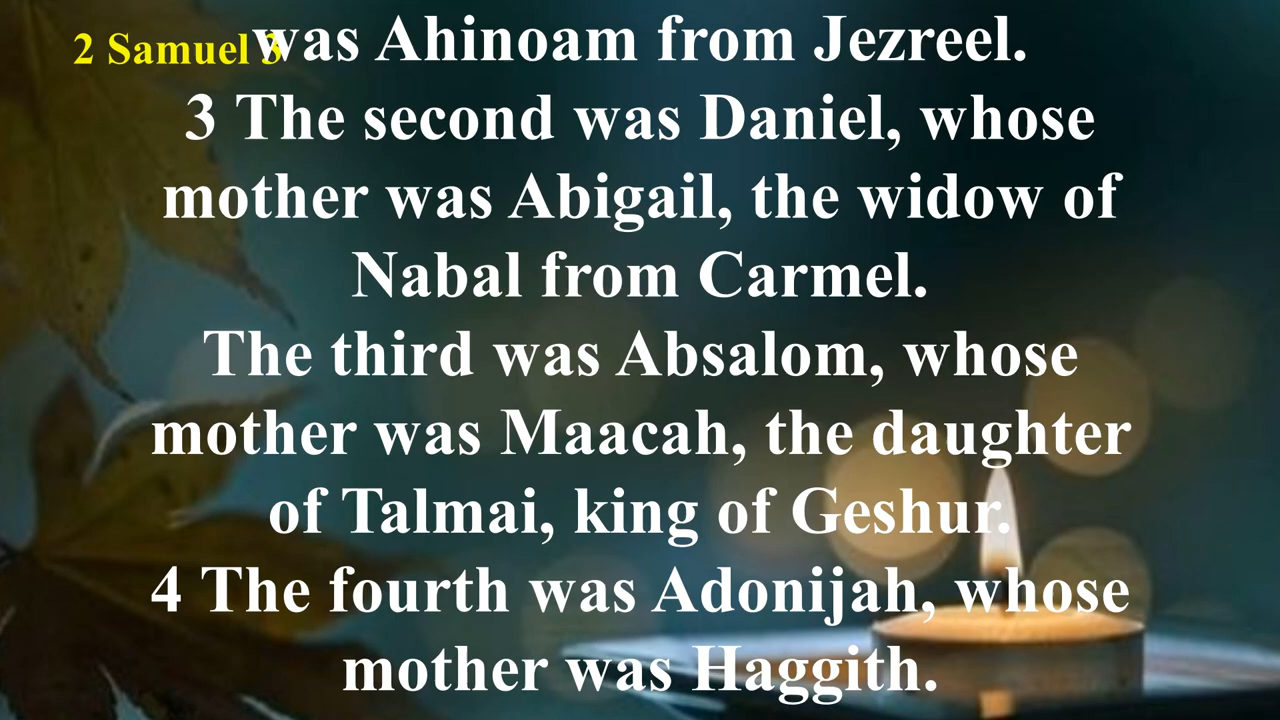 2 Samuel 3
was Ahinoam from Jezreel.
3 The second was Daniel, whose
mother was Abigail, the widow of
Nabal from Carmel.
The third was Absalom, whose
mother was Maacah, the daughter
of Talmai, king of Geshur.
4 The fourth was Adonijah, whose
mother was Haggith.